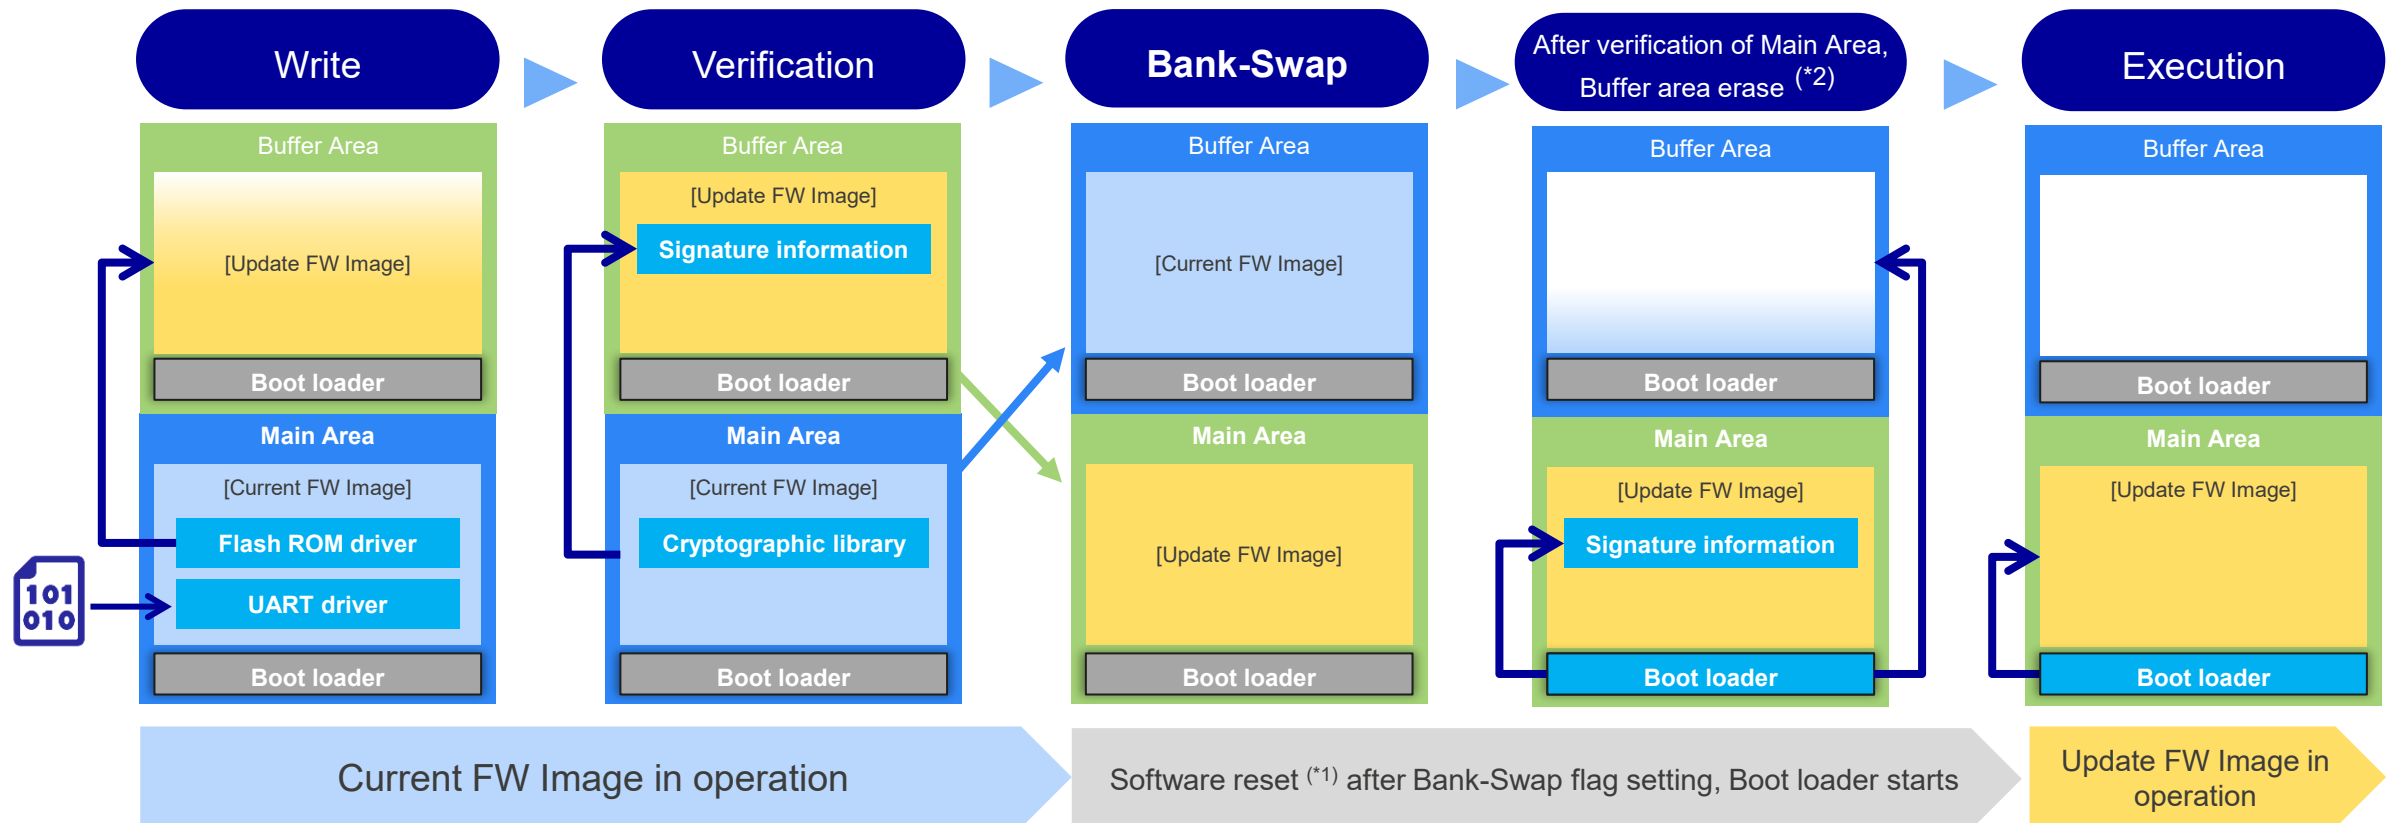 Write
Verification
Bank-Swap
After verification of Main Area,
Buffer area erase (*2)
Execution
Buffer Area
[Update FW Image]
Boot loader
Main Area
[Current FW Image]
Flash ROM driver
UART driver
Boot loader
101
010
Buffer Area
[Update FW Image]
Signature information
Boot loader
Main Area
[Current FW Image]
Cryptographic library
Boot loader
Buffer Area
[Current FW Image]
Boot loader
Main Area
[Update FW Image]
Boot loader
Buffer Area
Boot loader
Main Area
[Update FW Image]
Signature information
Boot loader
Buffer Area
Boot loader
Main Area
[Update FW Image]
Boot loader
Current FW Image in operation
Software reset (*1) after Bank-Swap flag setting, Boot loader starts
Update FW Image in
operation